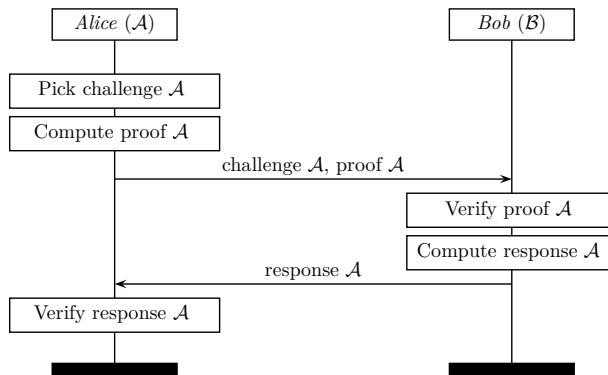 Alice (𝒜)
Bob (ℬ)
Pick challenge 𝒜
Compute proof 𝒜
challenge 𝒜, proof 𝒜
Verify proof 𝒜
Compute response 𝒜
response 𝒜
Verify response 𝒜